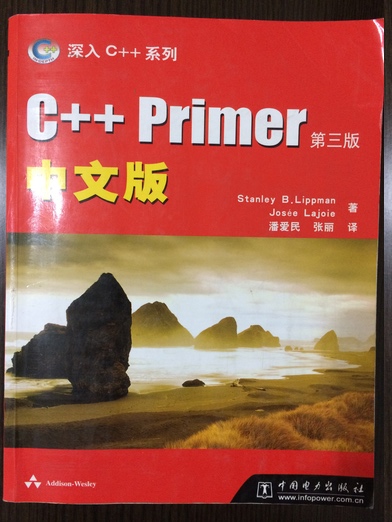 深入 C++ 系列
C++ Primer 第三版
中文版
Stanley B. Lippman
Josée Lajoie 著
潘爱民 张丽 译
Addison-Wesley
中国电力出版社
www.infopower.com.cn